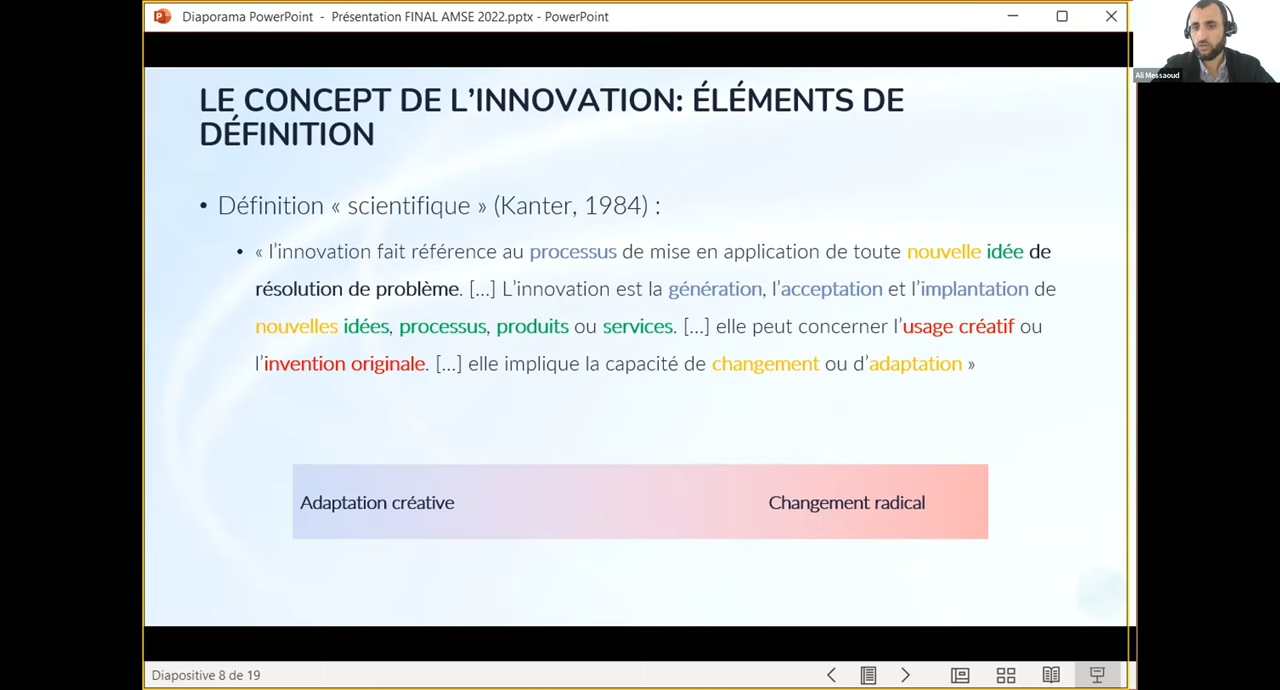 Diaporama PowerPoint - Présentation FINAL AMSE 2022.pptx - PowerPoint
Ali Messaoud
LE CONCEPT DE L'INNOVATION: ÉLÉMENTS DE
DÉFINITION
• Définition « scientifique » (Kanter, 1984) :
• « l'innovation fait référence au processus de mise en application de toute nouvelle idée de
résolution de problème. [...] L'innovation est la génération, l'acceptation et l'implantation de
nouvelles idées, processus, produits ou services. [...] elle peut concerner l'usage créatif ou
l'invention originale. [...] elle implique la capacité de changement ou d'adaptation »
Adaptation créative
Changement radical
Diapositive 8 de 19